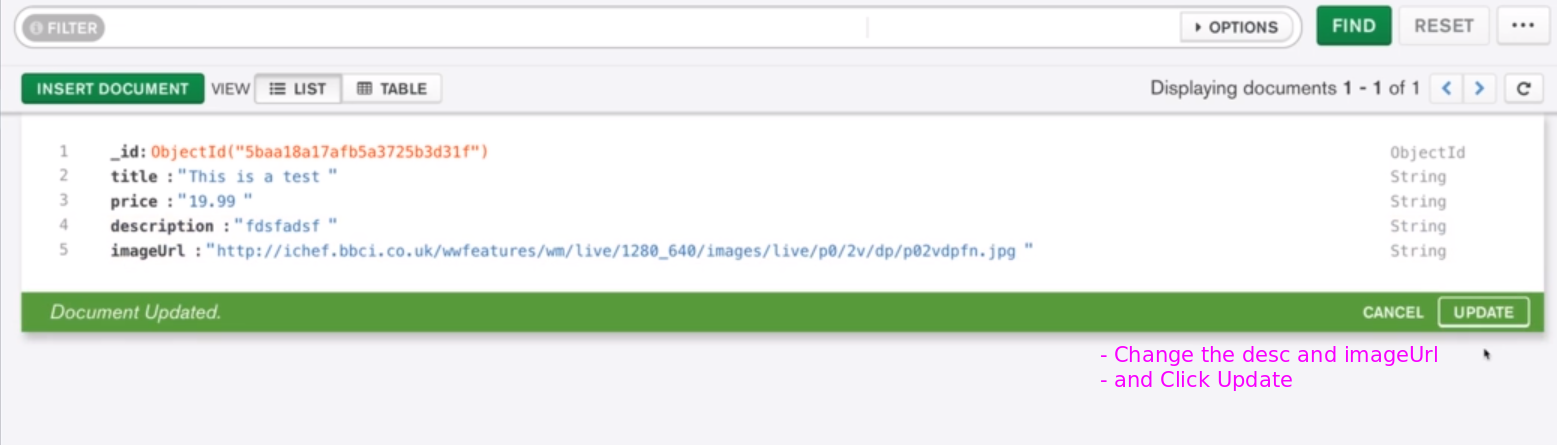 FILTER
OPTIONS
FIND
RESET
INSERT DOCUMENT
VIEW
LIST
TABLE
Displaying documents 1 - 1 of 1
1 _id: ObjectId("5baa18a17afb5a3725b3d31f") ObjectId
2 title : "This is a test " String
3 price : "19.99 " String
4 description : "fdsfadsf " String
5 imageUrl : "http://ichef.bbci.co.uk/wwfeatures/wm/live/1280_640/images/live/p0/2v/dp/p02vdpfn.jpg " String
Document Updated.
CANCEL
UPDATE
- Change the desc and imageUrl
- and Click Update